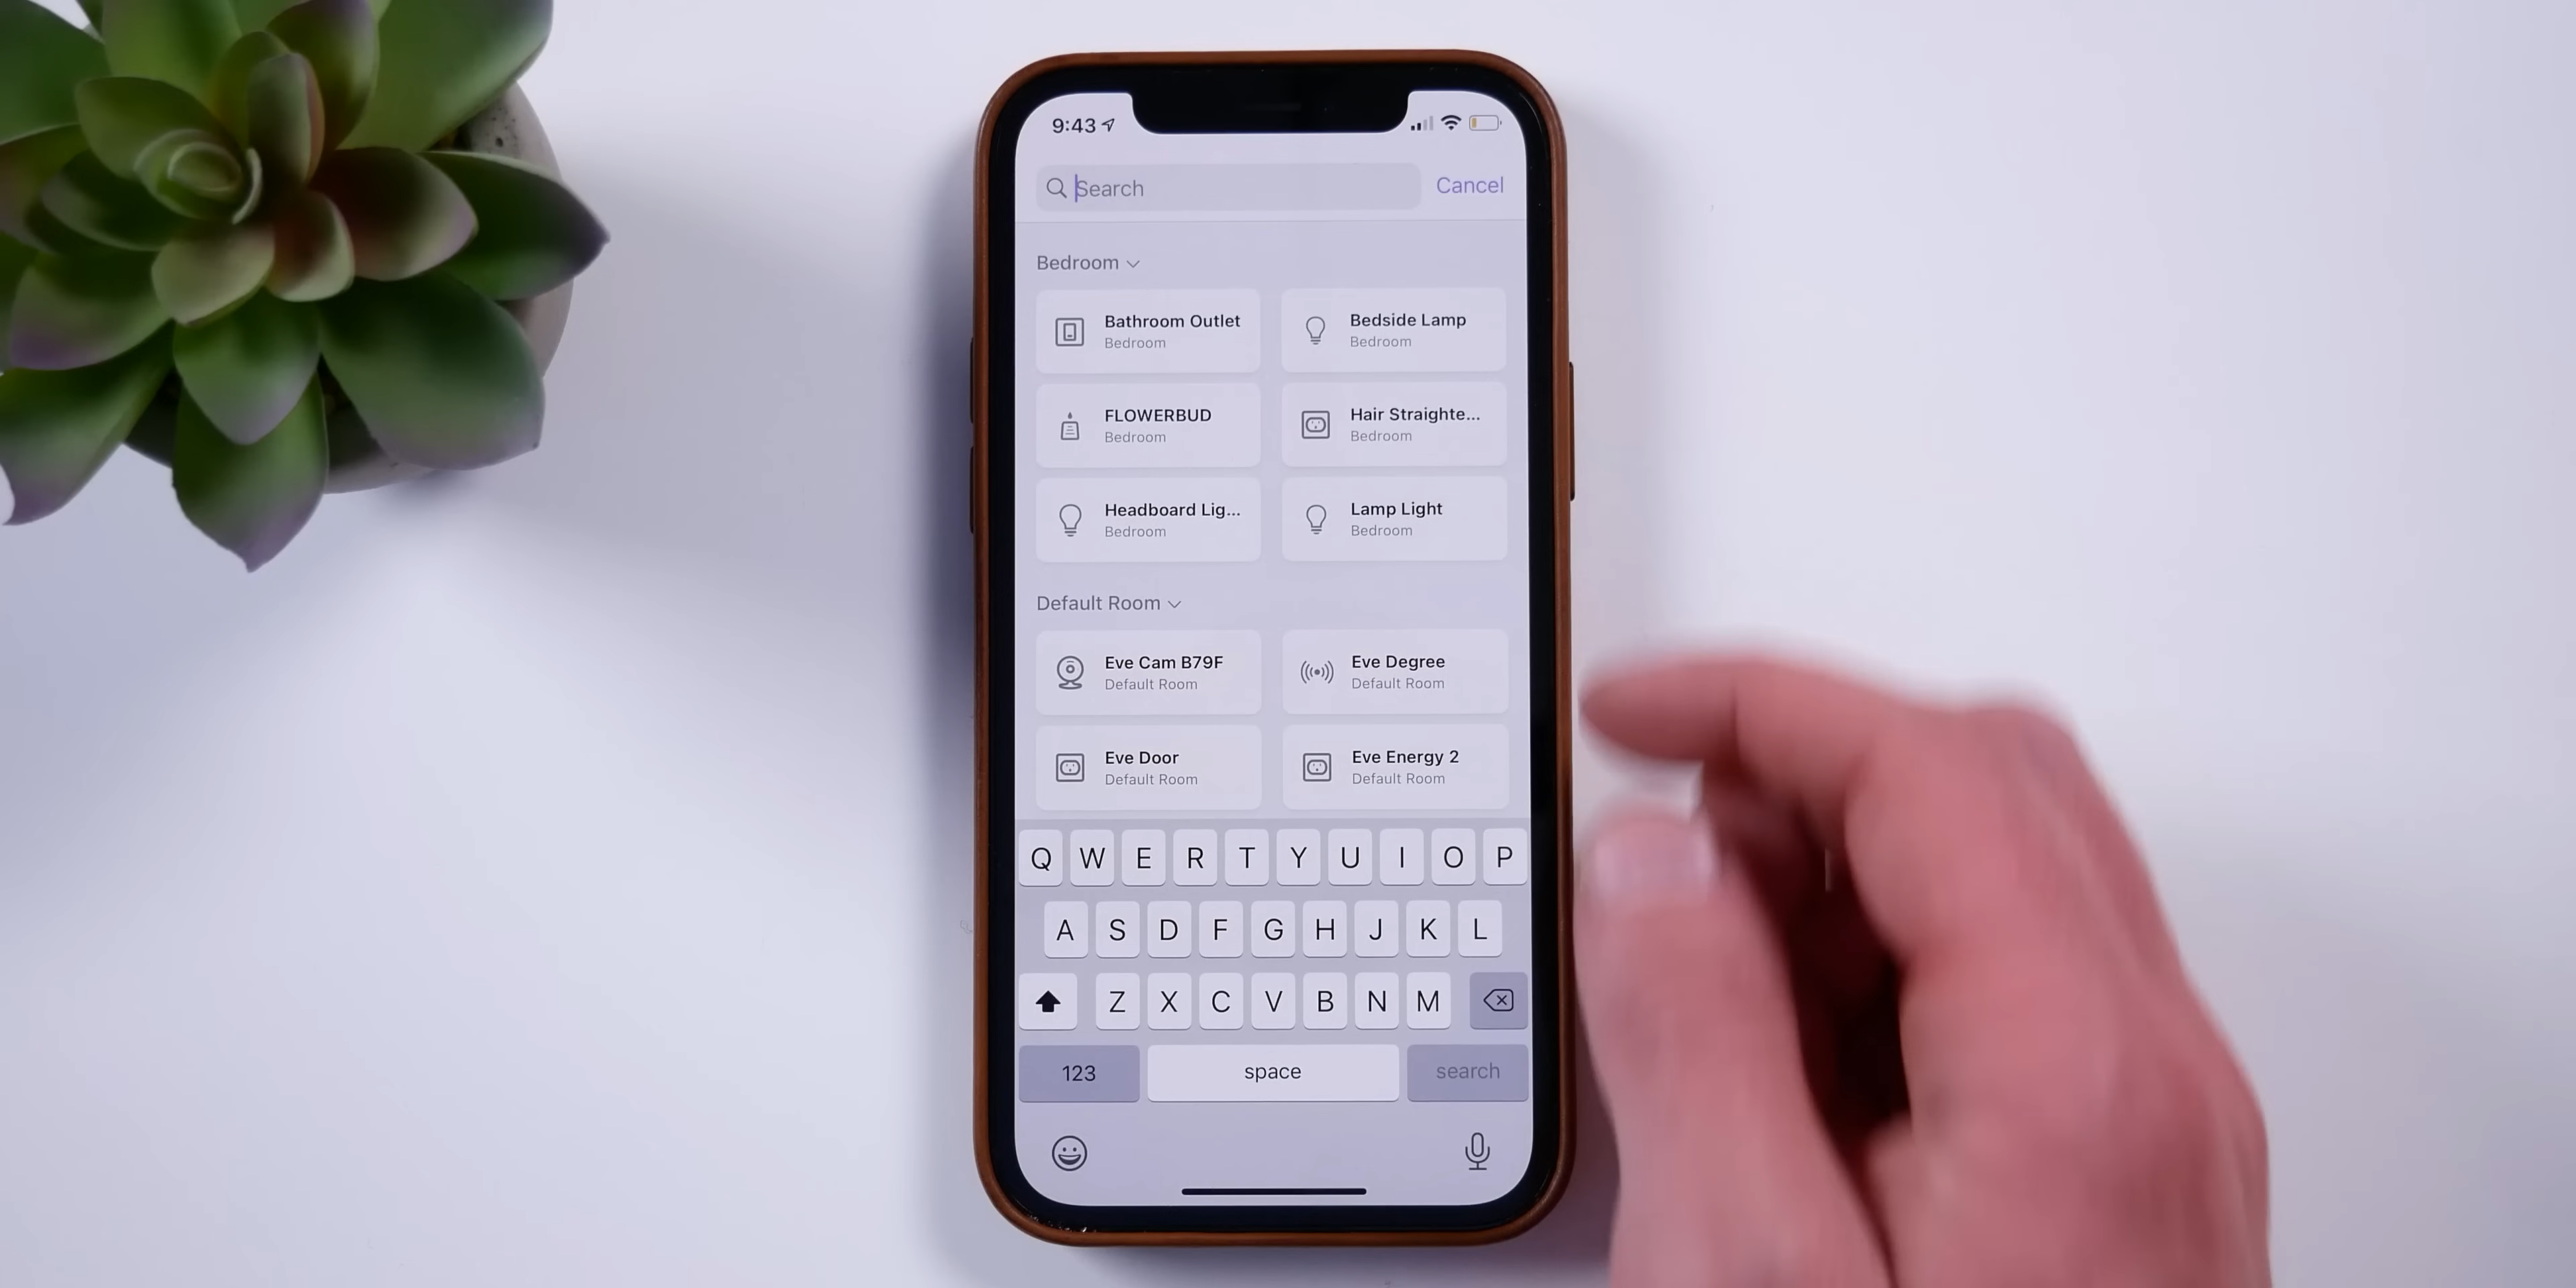 9:43
Search
Cancel
Bedroom
Bathroom Outlet
Bedroom
Bedside Lamp
Bedroom
FLOWERBUD
Bedroom
Hair Straighte...
Bedroom
Headboard Lig...
Bedroom
Lamp Light
Bedroom
Default Room
Eve Cam B79F
Default Room
Eve Degree
Default Room
Eve Door
Default Room
Eve Energy 2
Default Room
Q W E R T Y U I O P
A S D F G H J K L
Z X C V B N M
123 space search